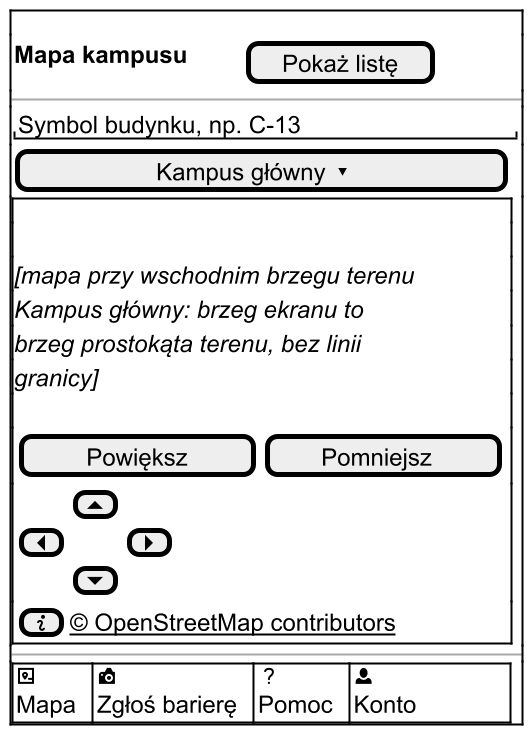 Mapa kampusu
Pokaż listę
Symbol budynku, np. C-13
Kampus główny ▼
[mapa przy wschodnim brzegu terenu
Kampus główny: brzeg ekranu to
brzeg prostokąta terenu, bez linii
granicy]
Powiększ
Pomniejsz
i © OpenStreetMap contributors
?
Mapa
Zgłoś barierę
Pomoc
Konto